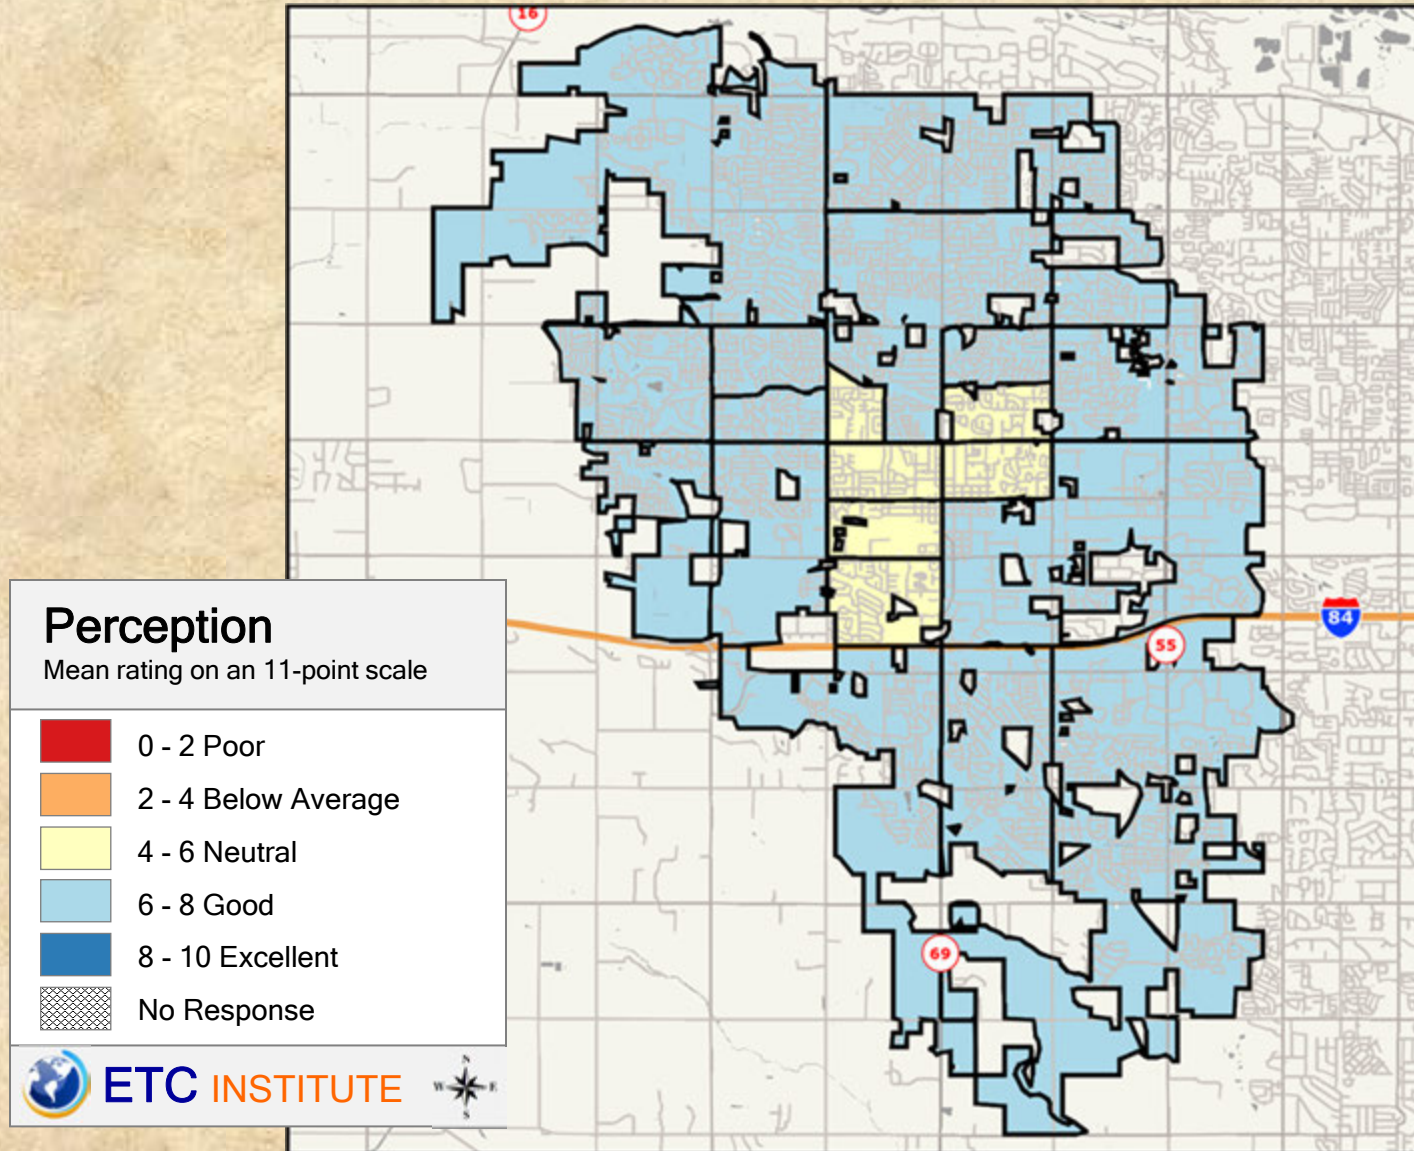 16
84
55
69
Perception
Mean rating on an 11-point scale
0 - 2 Poor
2 - 4 Below Average
4 - 6 Neutral
6 - 8 Good
8 - 10 Excellent
No Response
ETC INSTITUTE
N
W E
S